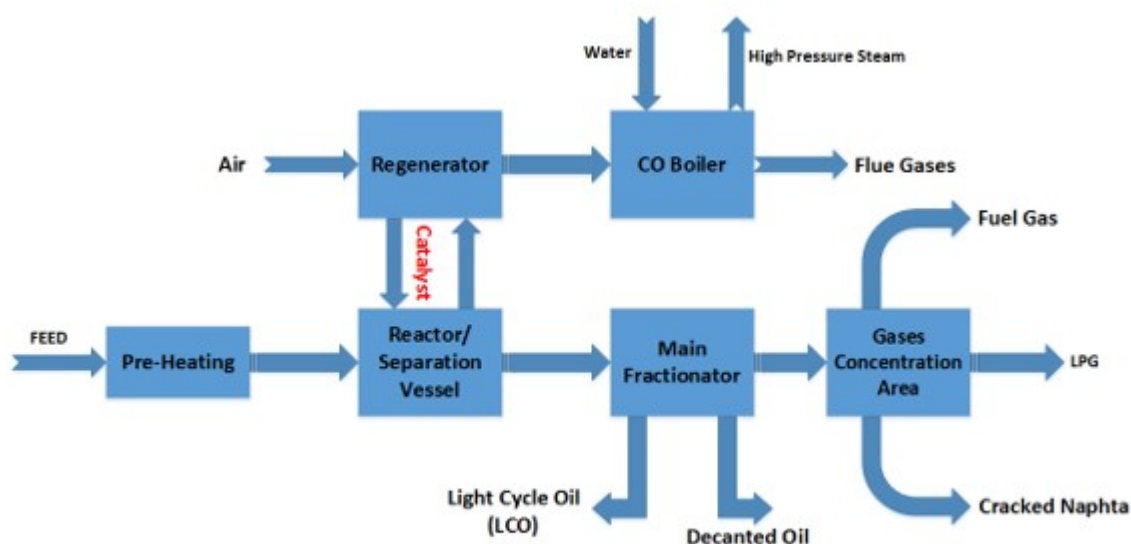 Water
High Pressure Steam
Air
Regenerator
CO Boiler
Flue Gases
Fuel Gas
Catalyst
FEED
Pre-Heating
Reactor/
Separation
Vessel
Main
Fractionator
Gases
Concentration
Area
LPG
Light Cycle Oil
(LCO)
Decanted Oil
Cracked Naphta